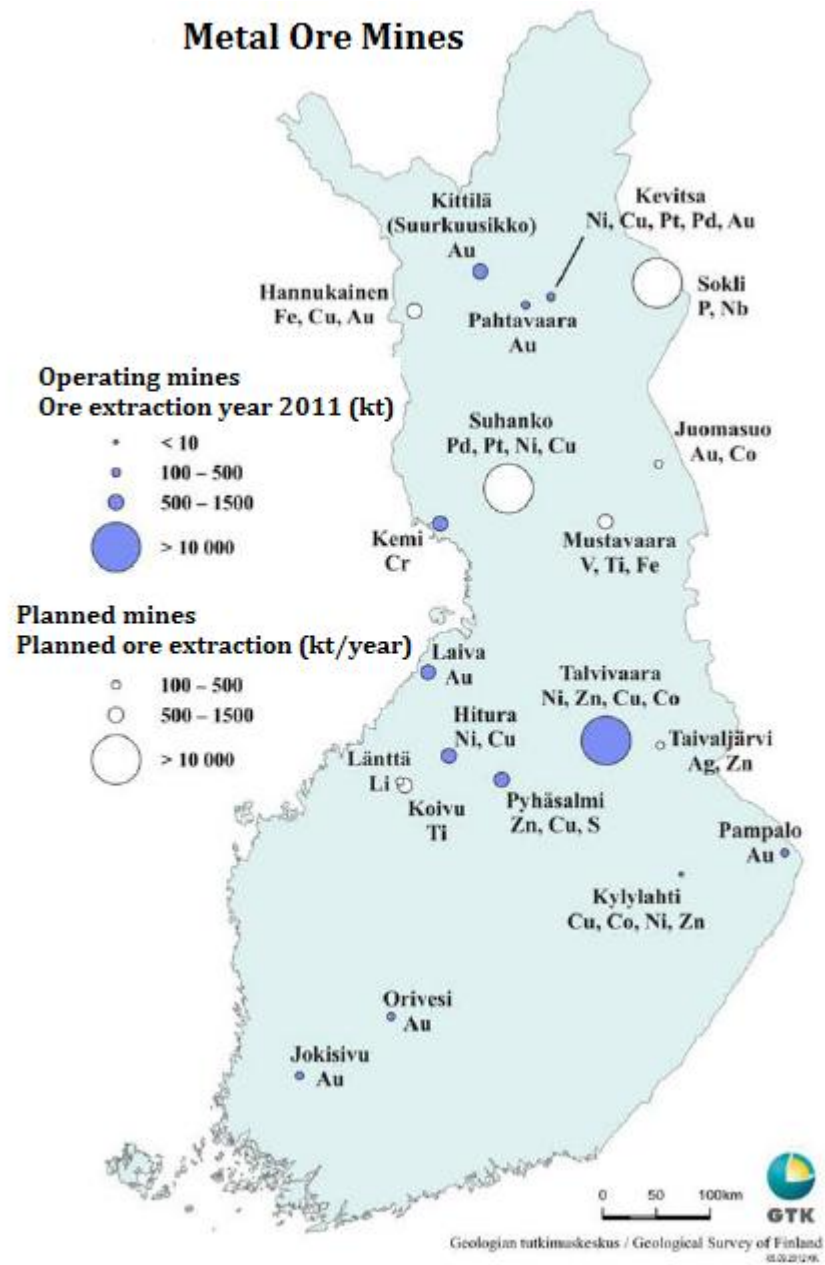 Metal Ore Mines
Kittilä
(Suurkuusikko)
Au
Kevitsa
Ni, Cu, Pt, Pd, Au
Sokli
P, Nb
Hannukainen
Fe, Cu, Au
Pahtavaara
Au
Operating mines
Ore extraction year 2011 (kt)
< 10
100 – 500
500 – 1500
> 10 000
Suhanko
Pd, Pt, Ni, Cu
Juomasuo
Au, Co
Kemi
Cr
Mustavaara
V, Ti, Fe
Planned mines
Planned ore extraction (kt/year)
100 – 500
500 – 1500
> 10 000
Laiva
Au
Talvivaara
Ni, Zn, Cu, Co
Hitura
Ni, Cu
Taivaljärvi
Ag, Zn
Länttä
Li
Koivu
Ti
Pyhäsalmi
Zn, Cu, S
Pampalo
Au
Kylylahti
Cu, Co, Ni, Zn
Orivesi
Au
Jokisivu
Au
0 50 100km
GTK
Geologian tutkimuskeskus / Geological Survey of Finland